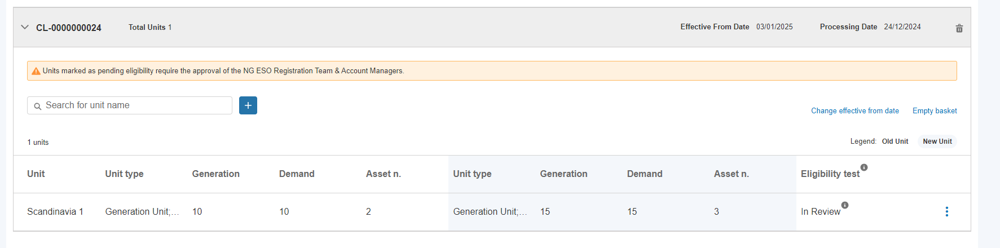 CL-0000000024 Total Units 1 Effective From Date 03/01/2025 Processing Date 24/12/2024
Units marked as pending eligibility require the approval of the NG ESO Registration Team & Account Managers.
Search for unit name
Change effective from date Empty basket
1 units Legend: Old Unit New Unit
Unit Unit type Generation Demand Asset n. Unit type Generation Demand Asset n. Eligibility test
Scandinavia 1 Generation Unit;... 10 10 2 Generation Unit;... 15 15 3 In Review